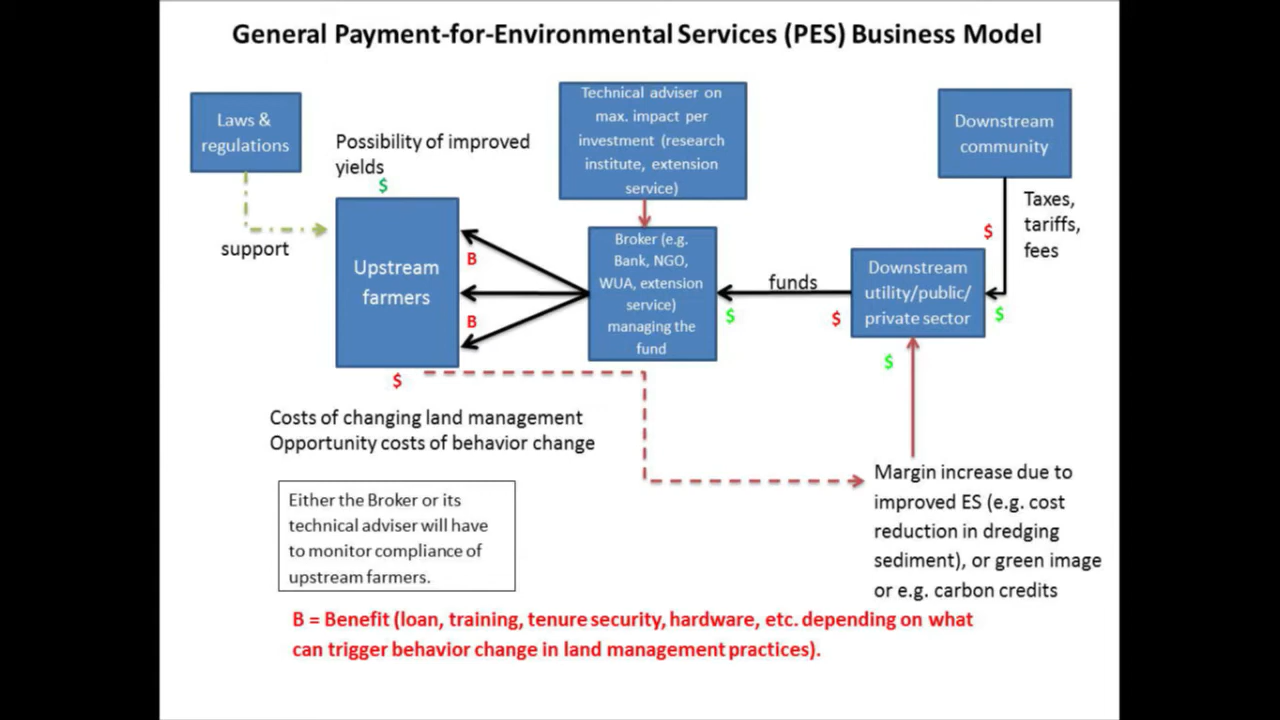 General Payment-for-Environmental Services (PES) Business Model
Laws &
regulations
support
Possibility of improved
yields
$
Upstream
farmers
$
B
B
Technical adviser on
max. impact per
investment (research
institute, extension
service)
Broker (e.g.
Bank, NGO,
WUA, extension
service)
managing the
fund
$
funds
$
Downstream
community
Taxes,
tariffs,
fees
$
Downstream
utility/public/
private sector
$
$
Costs of changing land management
Opportunity costs of behavior change
Margin increase due to
improved ES (e.g. cost
reduction in dredging
sediment), or green image
or e.g. carbon credits
Either the Broker or its
technical adviser will have
to monitor compliance of
upstream farmers.
B = Benefit (loan, training, tenure security, hardware, etc. depending on what
can trigger behavior change in land management practices).